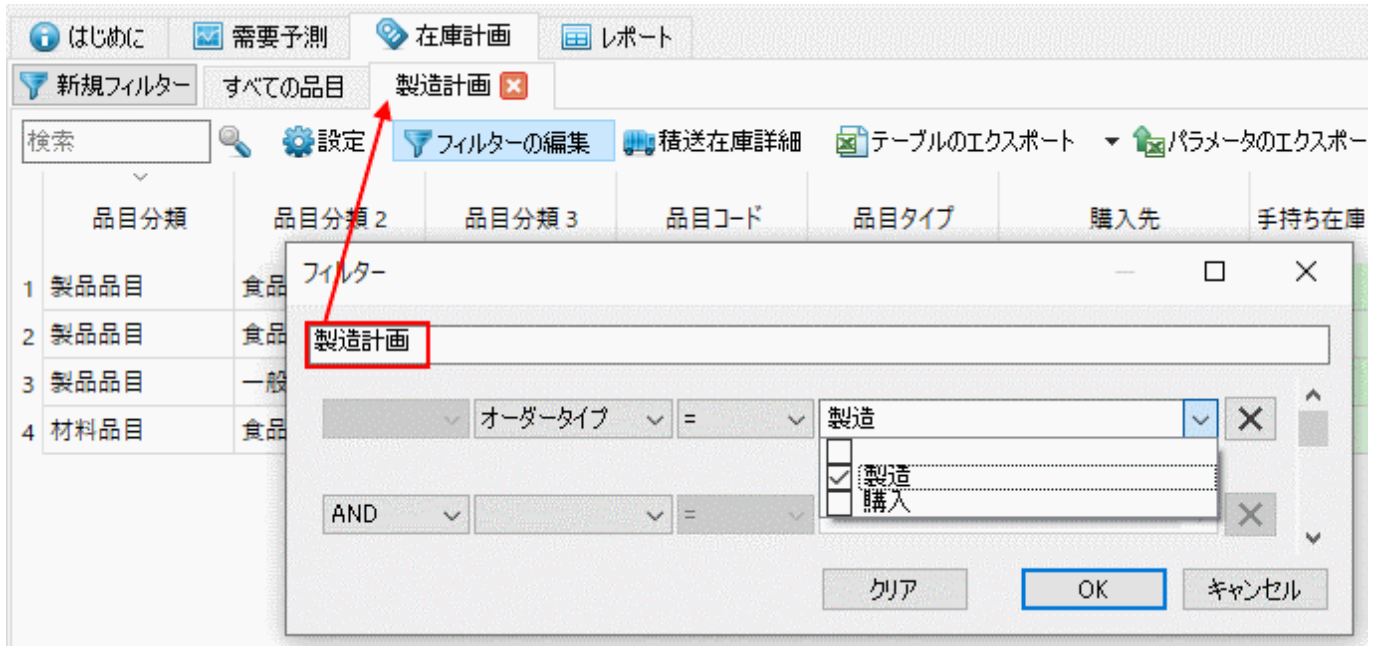 はじめに 需要予測 在庫計画 レポート
新規フィルター すべての品目 製造計画
検索 設定 フィルターの編集 積送在庫詳細 テーブルのエクスポート パラメータのエクスポー
品目分類 品目分類 2 品目分類 3 品目コード 品目タイプ 購入先 手持ち在庫
フィルター
1 製品品目 食品
製造計画
2 製品品目 食品
3 製品品目 一般
オーダータイプ = 製造
4 材料品目 食品
製造
購入
AND =
クリア OK キャンセル